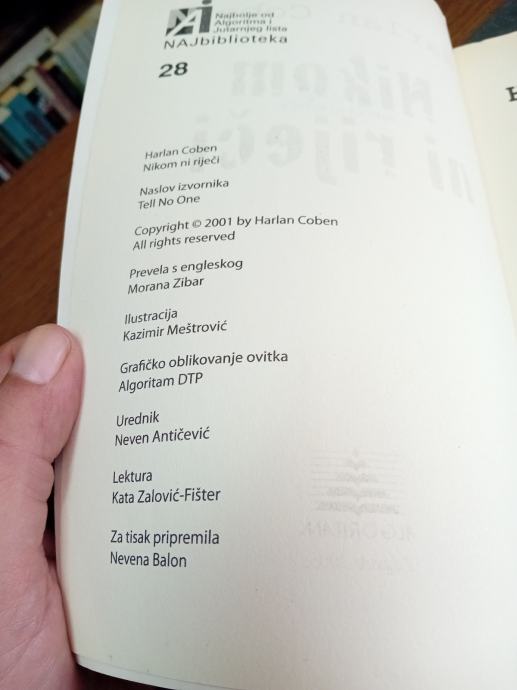 Najbolje od
Algoritma i
Jutarnjeg lista
NAJbiblioteka
28
Harlan Coben
Nikom ni riječi
Naslov izvornika
Tell No One
Copyright © 2001 by Harlan Coben
All rights reserved
Prevela s engleskog
Morana Zibar
Ilustracija
Kazimir Meštrović
Grafičko oblikovanje ovitka
Algoritam DTP
Urednik
Neven Antičević
Lektura
Kata Zalović-Fišter
Za tisak pripremila
Nevena Balon